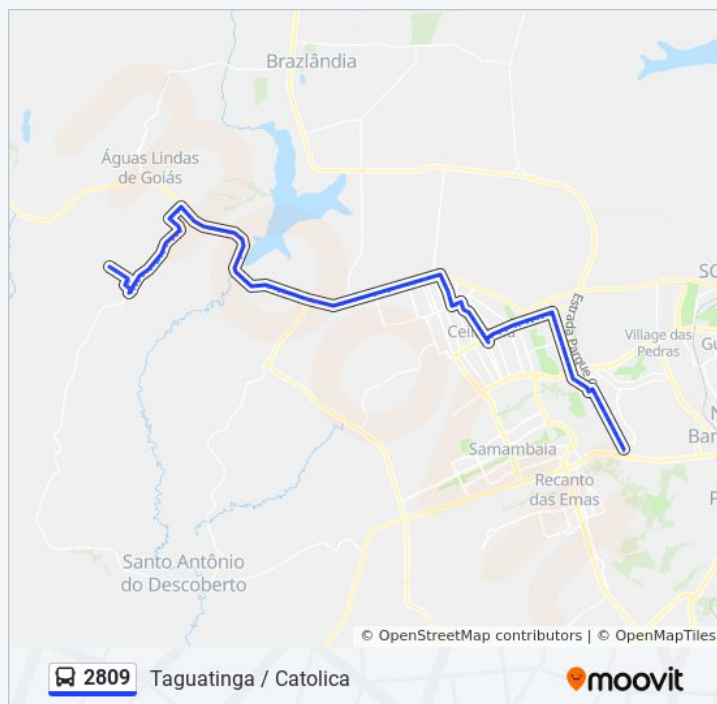 Brazlândia
Águas Lindas
de Goiás
Estrada Parque
Village das
Pedras
Samambaia
Recanto
das Emas
Santo Antônio
do Descoberto
© OpenStreetMap contributors | © OpenMapTiles
2809 Taguatinga / Catolica
moovit